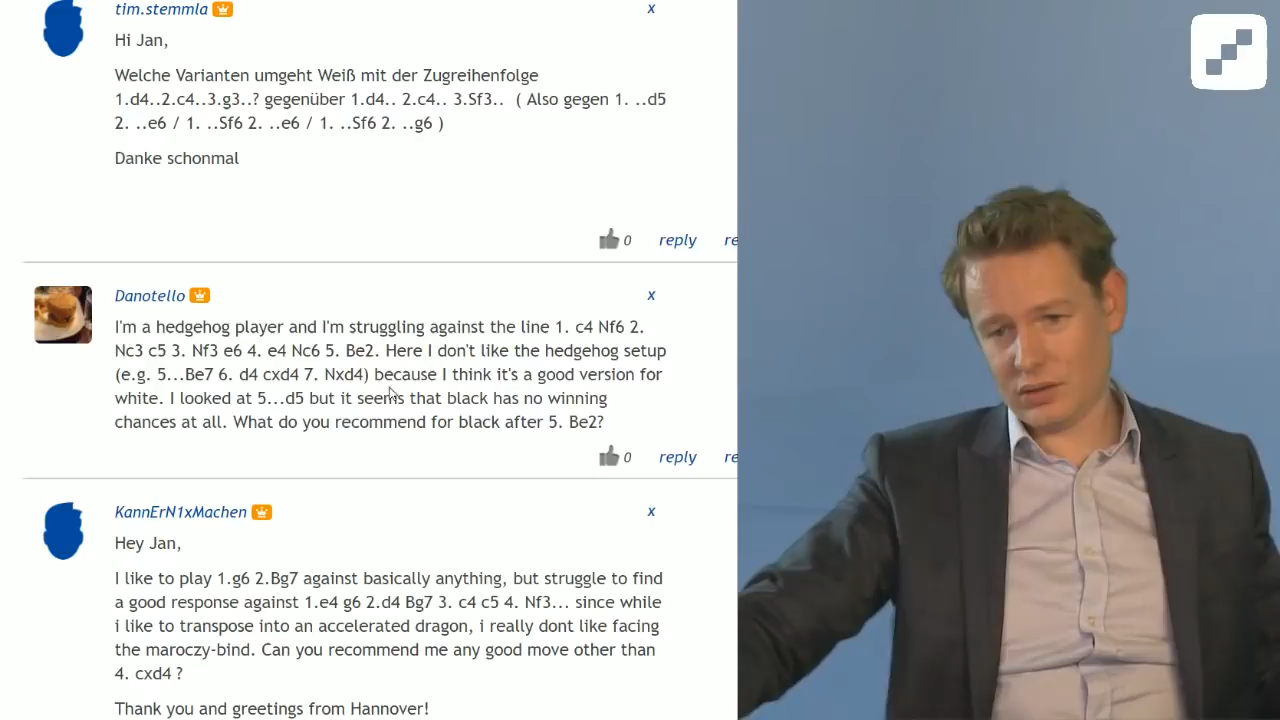 tim.stemmla
x
Hi Jan,
Welche Varianten umgeht Weiß mit der Zugreihenfolge
1.d4..2.c4..3.g3..? gegenüber 1.d4.. 2.c4.. 3.Sf3.. ( Also gegen 1. ..d5
2. ..e6 / 1. ..Sf6 2. ..e6 / 1. ..Sf6 2. ..g6 )
Danke schonmal
0 reply re
Danotello
x
I'm a hedgehog player and I'm struggling against the line 1. c4 Nf6 2.
Nc3 c5 3. Nf3 e6 4. e4 Nc6 5. Be2. Here I don't like the hedgehog setup
(e.g. 5...Be7 6. d4 cxd4 7. Nxd4) because I think it's a good version for
white. I looked at 5...d5 but it seems that black has no winning
chances at all. What do you recommend for black after 5. Be2?
0 reply re
KannErN1xMachen
x
Hey Jan,
I like to play 1.g6 2.Bg7 against basically anything, but struggle to find
a good response against 1.e4 g6 2.d4 Bg7 3. c4 c5 4. Nf3... since while
i like to transpose into an accelerated dragon, i really dont like facing
the maroczy-bind. Can you recommend me any good move other than
4. cxd4 ?
Thank you and greetings from Hannover!